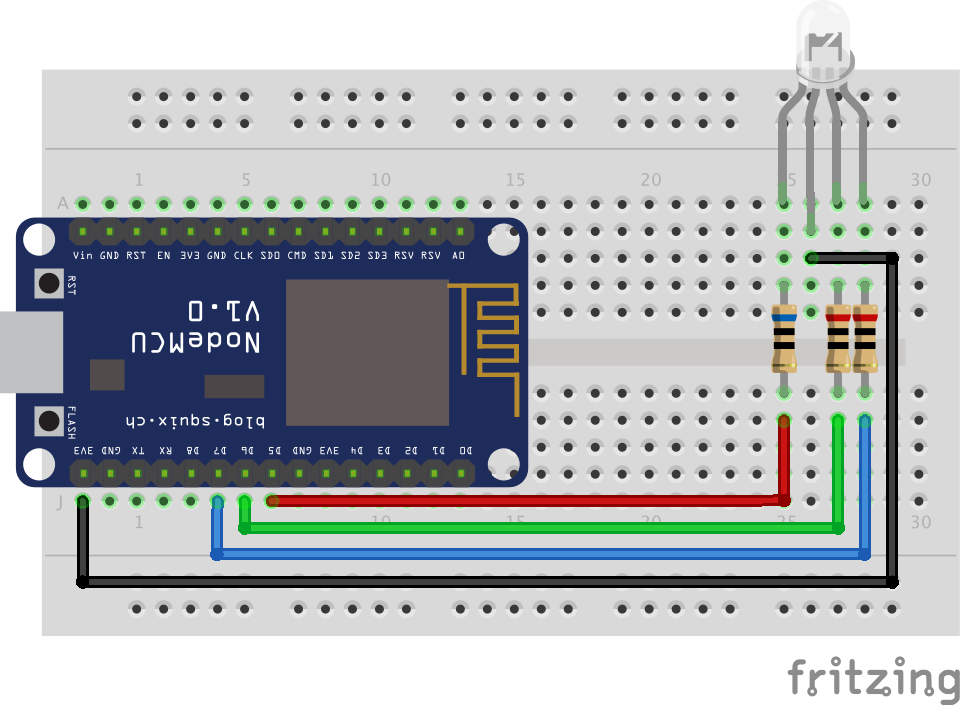 1 5 10 15 20 25 30
A
Vin GND RST EN 3V3 GND CLK SD0 CMD SD1 SD2 SD3 RSV RSV A0
RST
V1.0
NodeMCU
FLASH
blog.squix.ch
3V3 GND TX RX D8 D7 D6 D5 GND 3V3 D4 D3 D2 D1 D0
J
1 10 15 20 25 30
fritzing